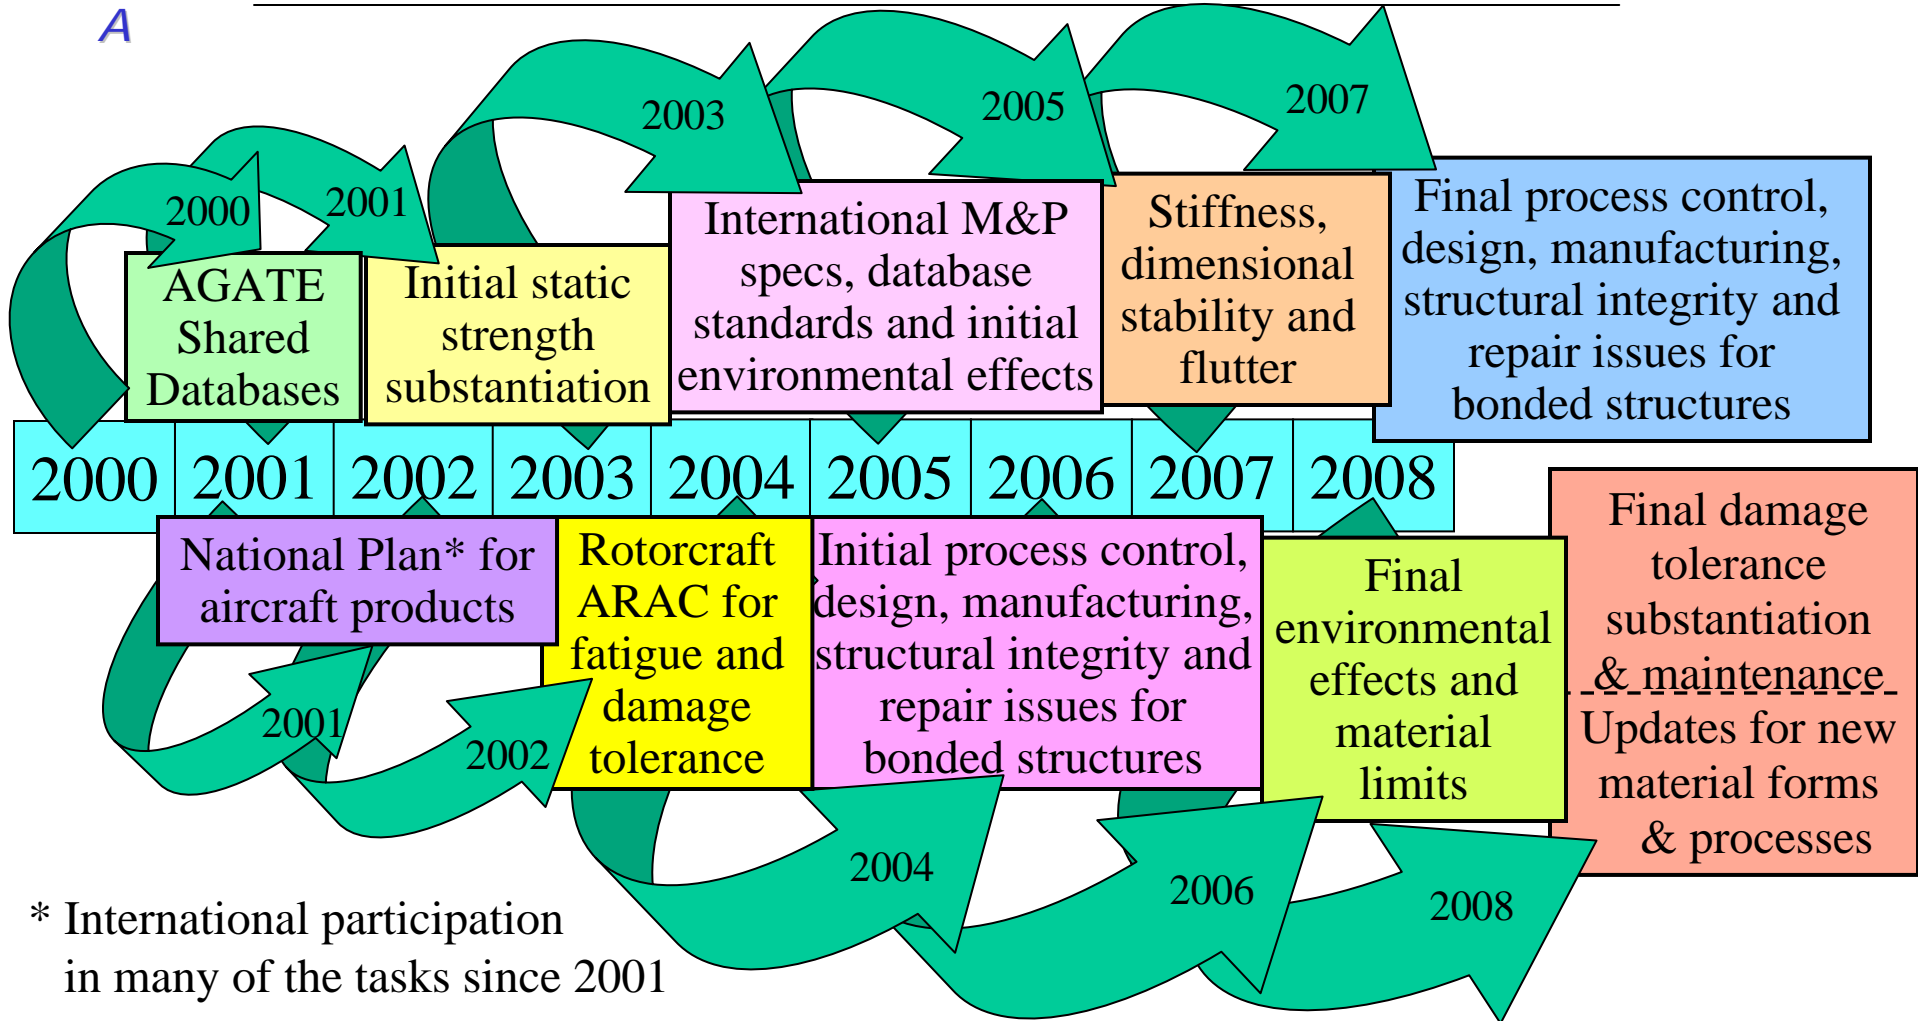 A
2000
2001
2003
2005
2007
AGATE
Shared
Databases
Initial static
strength
substantiation
International M&P
specs, database
standards and initial
environmental effects
Stiffness,
dimensional
stability and
flutter
Final process control,
design, manufacturing,
structural integrity and
repair issues for
bonded structures
2000 2001 2002 2003 2004 2005 2006 2007 2008
National Plan* for
aircraft products
Rotorcraft
ARAC for
fatigue and
damage
tolerance
Initial process control,
design, manufacturing,
structural integrity and
repair issues for
bonded structures
Final
environmental
effects and
material
limits
Final damage
tolerance
substantiation
& maintenance
Updates for new
material forms
& processes
2001
2002
2004
2006
2008
* International participation
in many of the tasks since 2001